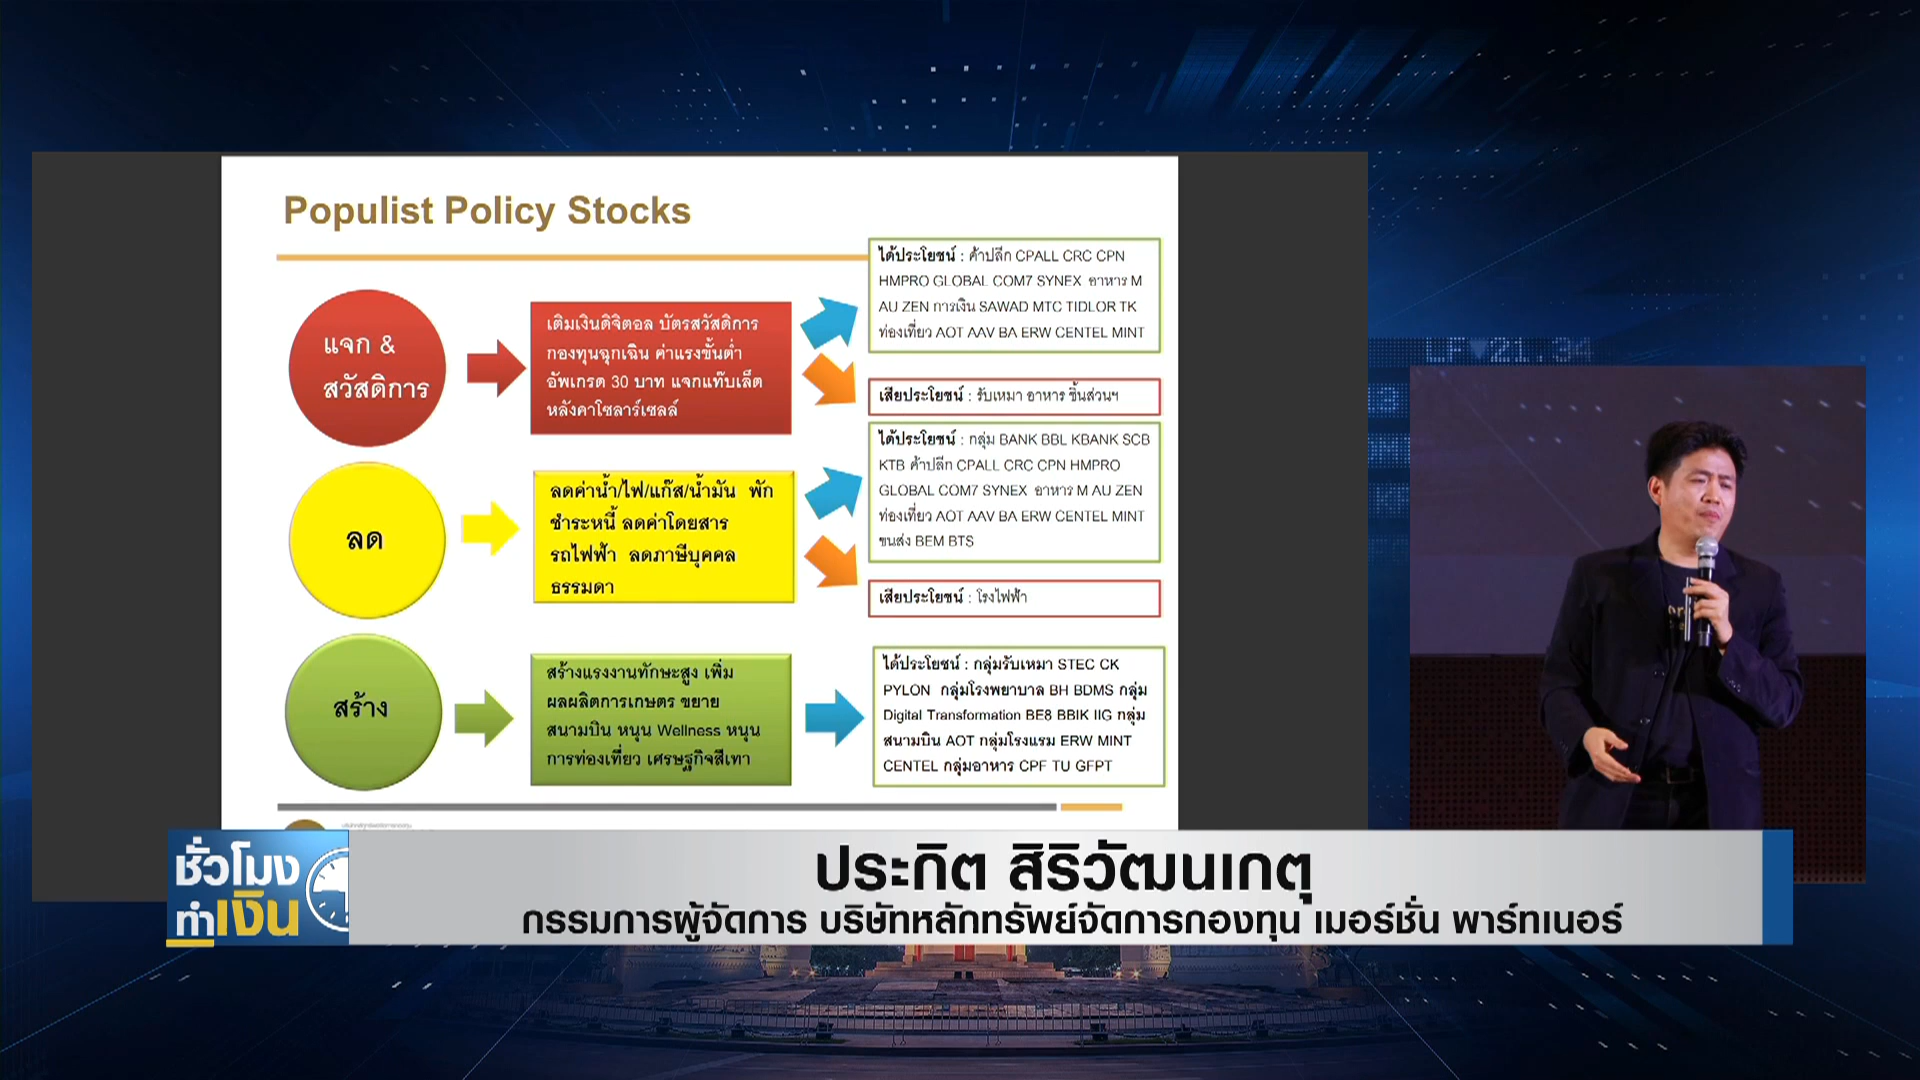 Populist Policy Stocks
แจก &
สวัสดิการ
เติมเงินดิจิตอล บัตรสวัสดิการ
กองทุนฉุกเฉิน ค่าแรงขั้นต่ำ
อัพเกรด 30 บาท แจกแท๊บเล็ต
หลังคาโซลาร์เซลล์
ได้ประโยชน์ : ค้าปลีก CPALL CRC CPN
HMPRO GLOBAL COM7 SYNEX อาหาร M
AU ZEN การเงิน SAWAD MTC TIDLOR TK
ท่องเที่ยว AOT AAV BA ERW CENTEL MINT
เสียประโยชน์ : รับเหมา อาหาร ชิ้นส่วนฯ
ลด
ลดค่าน้ำ/ไฟ/แก๊ส/น้ำมัน พัก
ชำระหนี้ ลดค่าโดยสาร
รถไฟฟ้า ลดภาษีบุคคล
ธรรมดา
ได้ประโยชน์ : กลุ่ม BANK BBL KBANK SCB
KTB ค้าปลีก CPALL CRC CPN HMPRO
GLOBAL COM7 SYNEX อาหาร M AU ZEN
ท่องเที่ยว AOT AAV BA ERW CENTEL MINT
ขนส่ง BEM BTS
เสียประโยชน์ : โรงไฟฟ้า
สร้าง
สร้างแรงงานทักษะสูง เพิ่ม
ผลผลิตการเกษตร ขยาย
สนามบิน หนุน Wellness หนุน
การท่องเที่ยว เศรษฐกิจสีเทา
ได้ประโยชน์ : กลุ่มรับเหมา STEC CK
PYLON กลุ่มโรงพยาบาล BH BDMS กลุ่ม
Digital Transformation BE8 BBIK IIG กลุ่ม
สนามบิน AOT กลุ่มโรงแรม ERW MINT
CENTEL กลุ่มอาหาร CPF TU GFPT
21.34
ชั่วโมง
ทำเงิน
ประกิต สิริวัฒนเกตุ
กรรมการผู้จัดการ บริษัทหลักทรัพย์จัดการกองทุน เมอร์ชั่น พาร์ทเนอร์